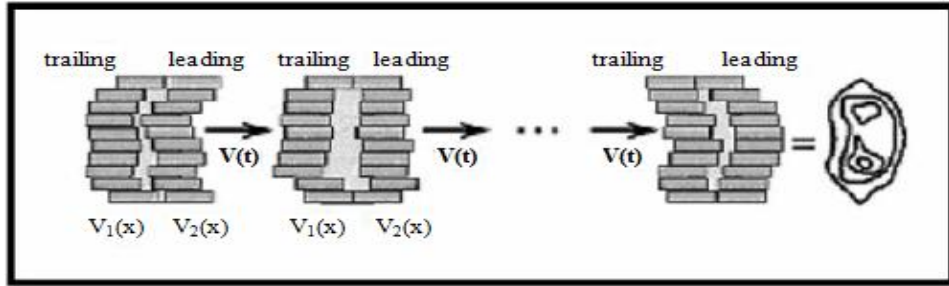 trailing leading trailing leading trailing leading
V(t) V(t) ... V(t) =
V₁(x) V₂(x) V₁(x) V₂(x)